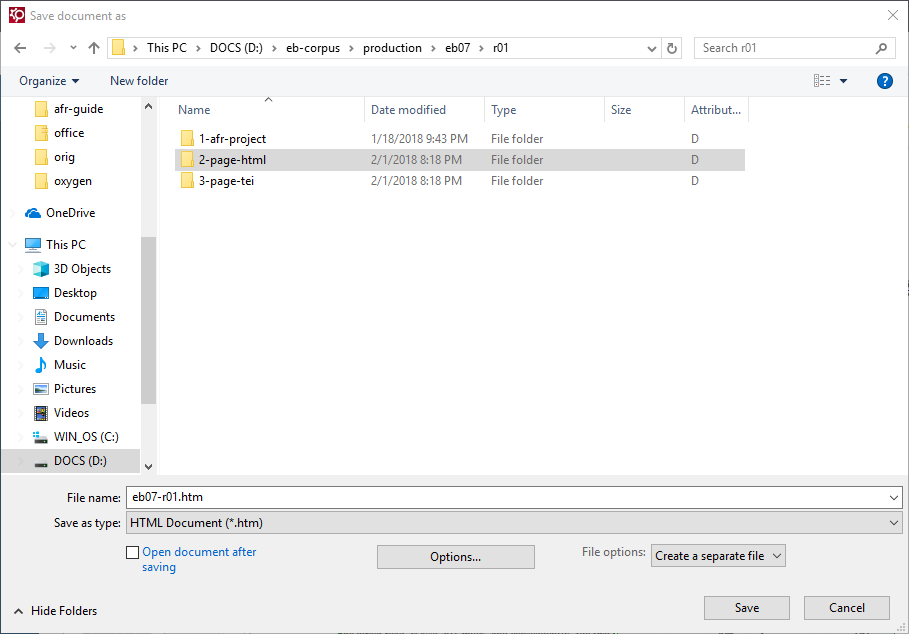 Save document as
This PC > DOCS (D:) > eb-corpus > production > eb07 > r01
Search r01
Organize
New folder
?
afr-guide
office
orig
oxygen
OneDrive
This PC
3D Objects
Desktop
Documents
Downloads
Music
Pictures
Videos
WIN_OS (C:)
DOCS (D:)
Name Date modified Type Size Attribut...
1-afr-project 1/18/2018 9:43 PM File folder D
2-page-html 2/1/2018 8:18 PM File folder D
3-page-tei 2/1/2018 8:18 PM File folder D
File name: eb07-r01.htm
Save as type: HTML Document (*.htm)
Open document after
saving
Options...
File options: Create a separate file
Hide Folders
Save
Cancel